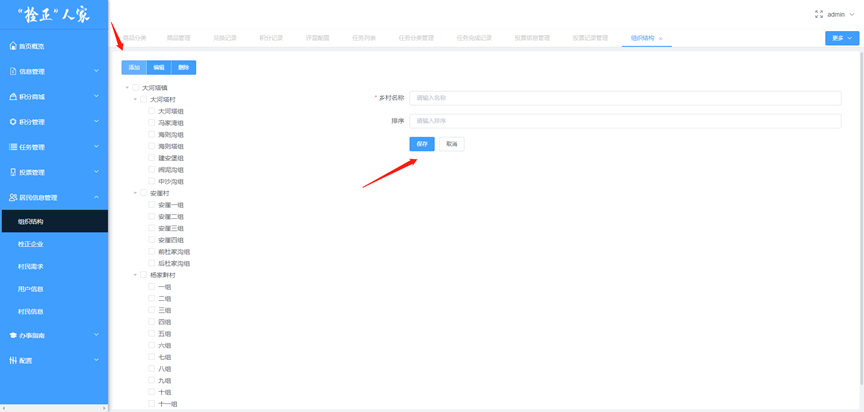 “拴正”人家
admin
首页概览
信息管理
积分商城
积分管理
任务管理
投票管理
居民信息管理
组织结构
拴正企业
村民需求
用户信息
村民信息
办事指南
配置
商品分类
商品管理
兑换记录
积分记录
评星配置
任务列表
任务分类管理
任务完成记录
投票信息管理
投票记录管理
组织结构 ×
更多
添加
编辑
删除
大河塔镇
大河塔村
大河塔组
冯家湾组
海则沟组
海则塔组
建安堡组
阎泥沟组
中沙沟组
安崖村
安崖一组
安崖二组
安崖三组
安崖四组
前杜家沟组
后杜家沟组
杨家畔村
一组
二组
三组
四组
五组
六组
七组
八组
九组
十组
十一组
* 乡村名称
请输入名称
排序
请输入排序
保存
取消